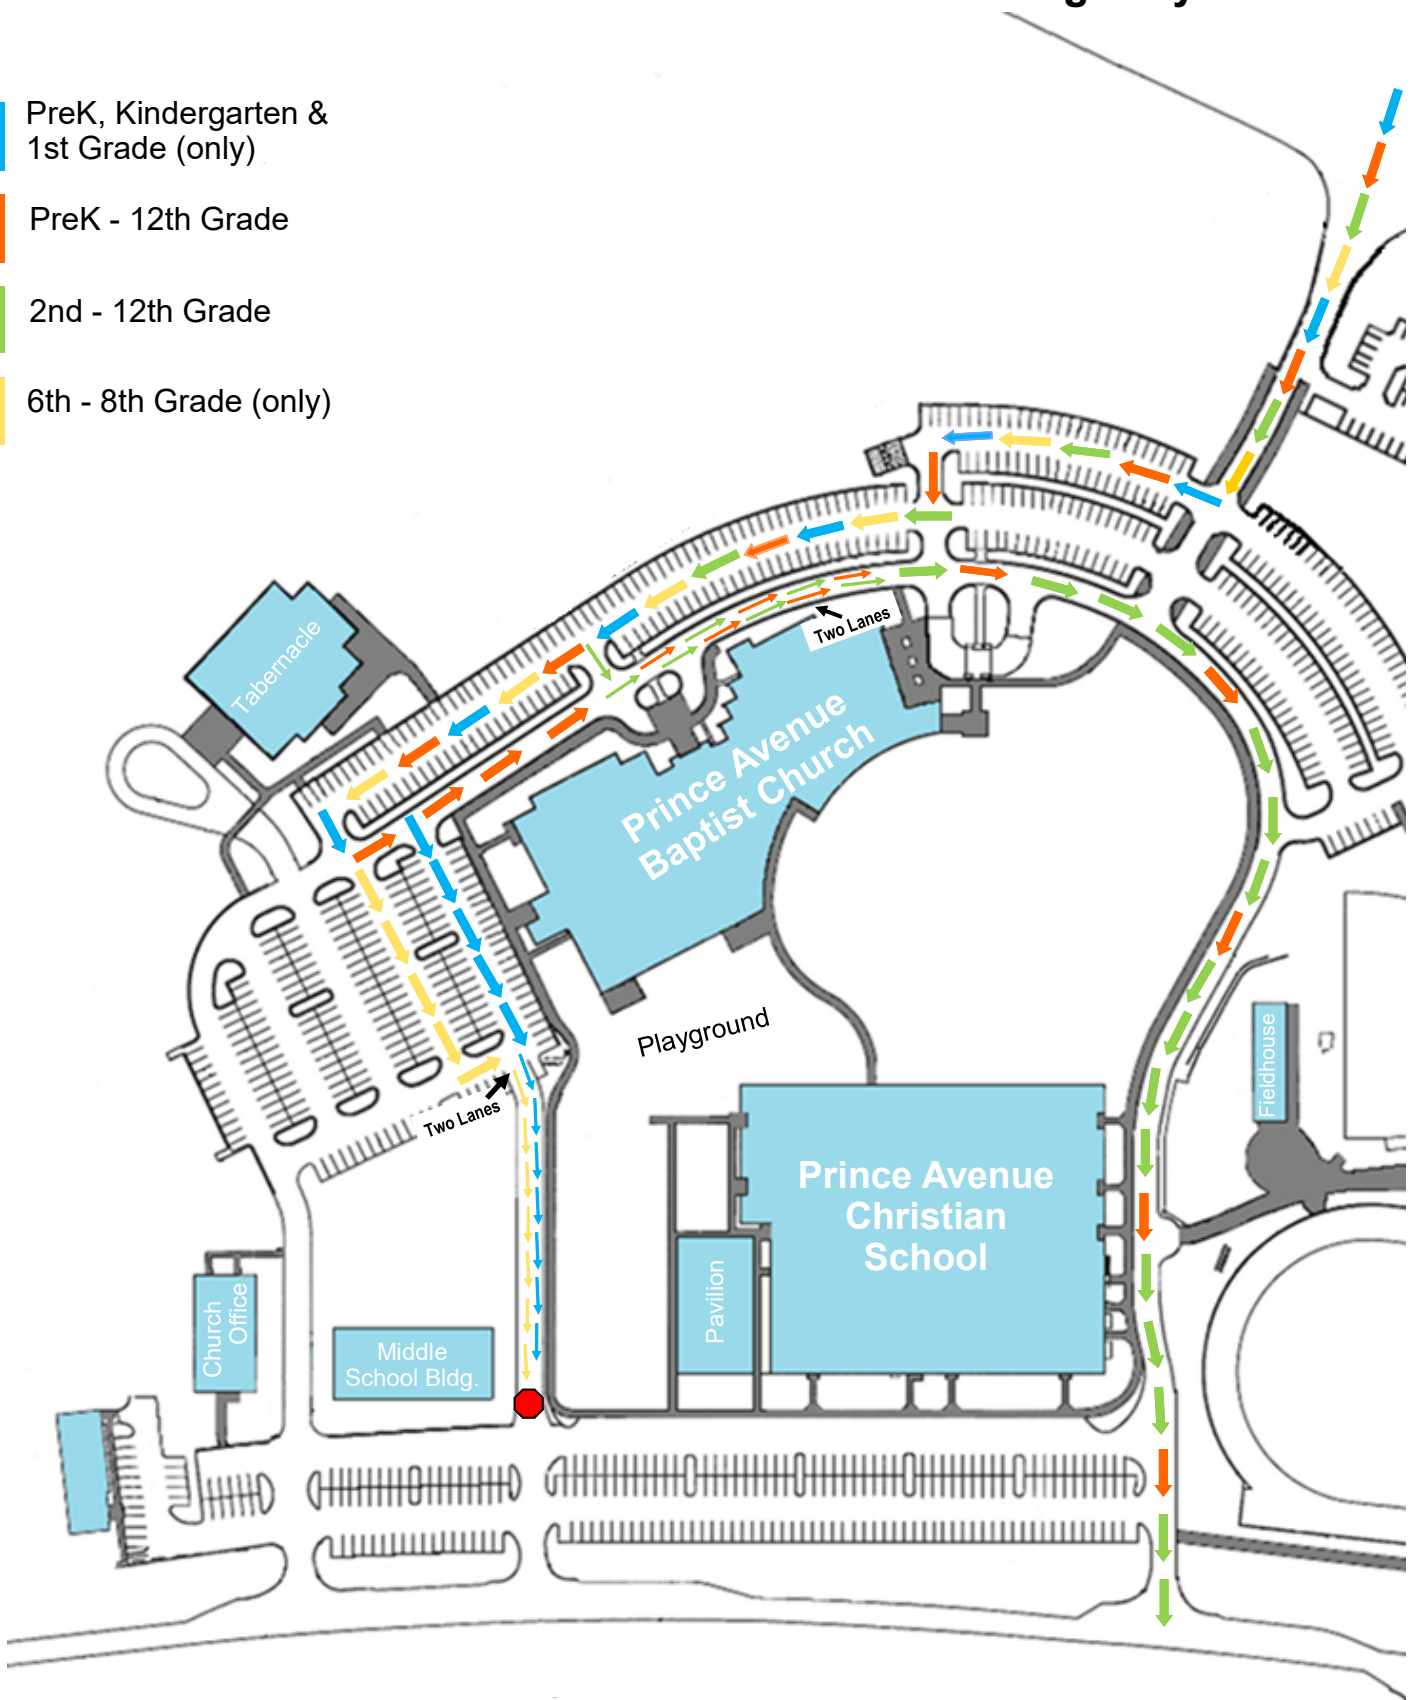 PreK, Kindergarten &
1st Grade (only)
PreK - 12th Grade
2nd - 12th Grade
6th - 8th Grade (only)
Two Lanes
Tabernacle
Prince Avenue
Baptist Church
Playground
Fieldhouse
Two Lanes
Prince Avenue
Christian
School
Pavilion
Church
Office
Middle
School Bldg.